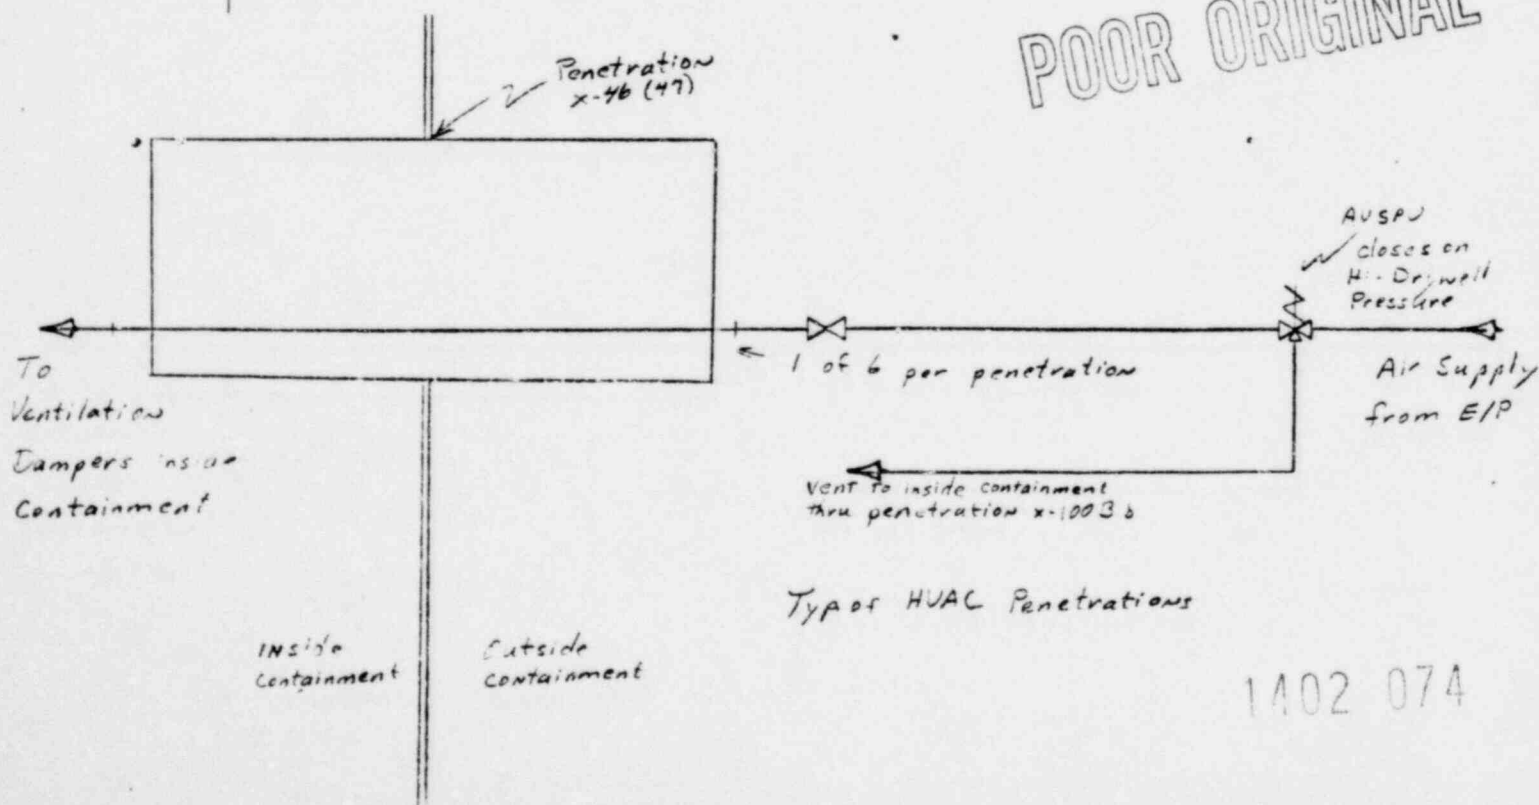 POOR ORIGINAL
Penetration
x-46 (47)
AVSPV
closes on
Hi-Drywell
Pressure
1 of 6 per penetration
Air Supply
from E/P
To
Ventilation
Dampers inside
Containment
Vent to inside containment
thru penetration x-100B b
Typ of HVAC Penetrations
Inside
Containment
Outside
Containment
1402 074